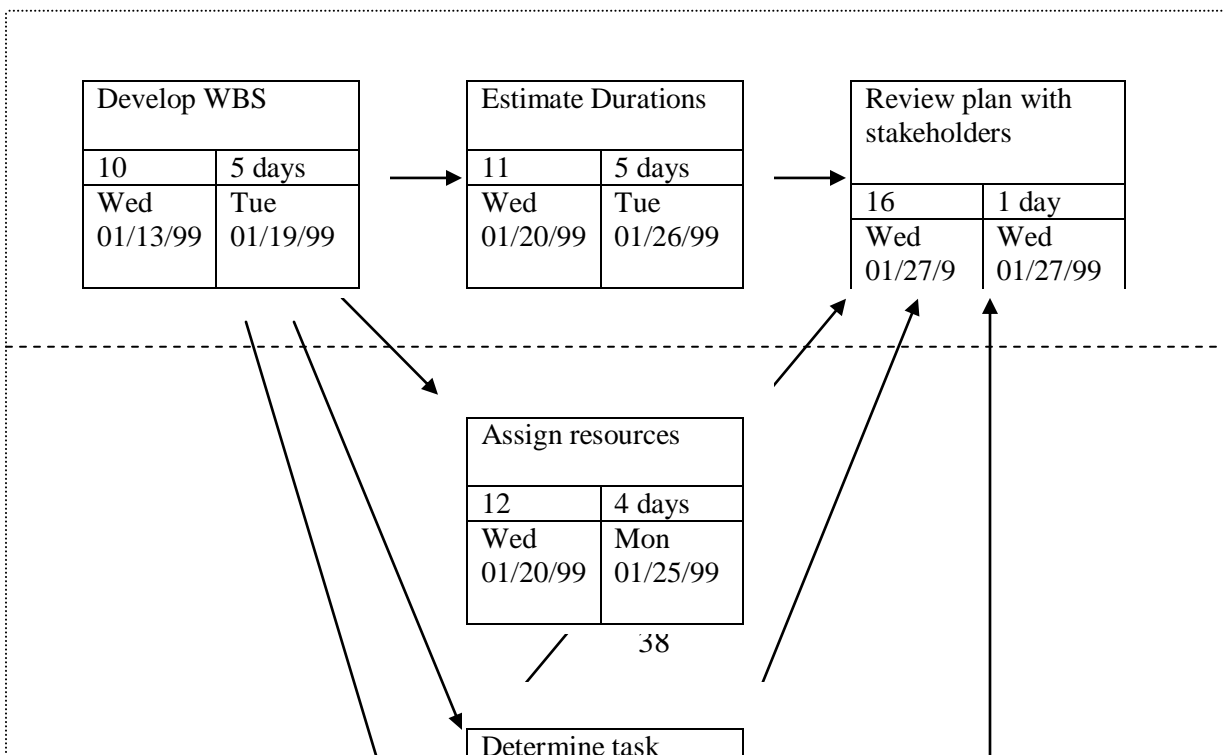 Develop WBS
10 5 days
Wed Tue
01/13/99 01/19/99
Estimate Durations
11 5 days
Wed Tue
01/20/99 01/26/99
Review plan with
stakeholders
16 1 day
Wed Wed
01/27/9 01/27/99
Assign resources
12 4 days
Wed Mon
01/20/99 01/25/99
38
Determine task